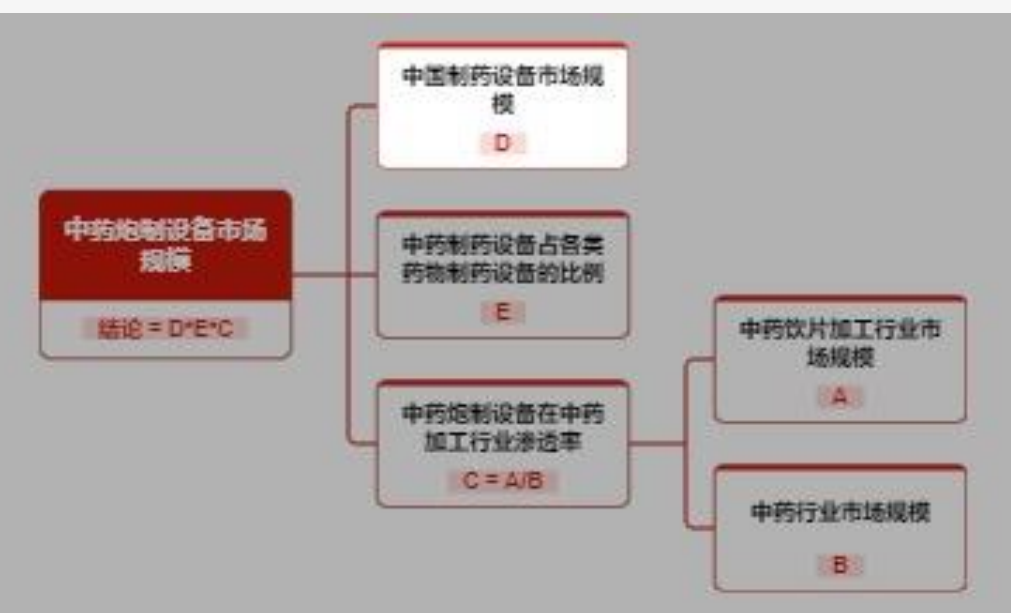 中国制药设备市场规
模
D
中药炮制设备市场
规模
结论 = D*E*C
中药制药设备占各类
药物制药设备的比例
E
中药炮制设备在中药
加工行业渗透率
C = A/B
中药饮片加工行业市
场规模
A
中药行业市场规模
B